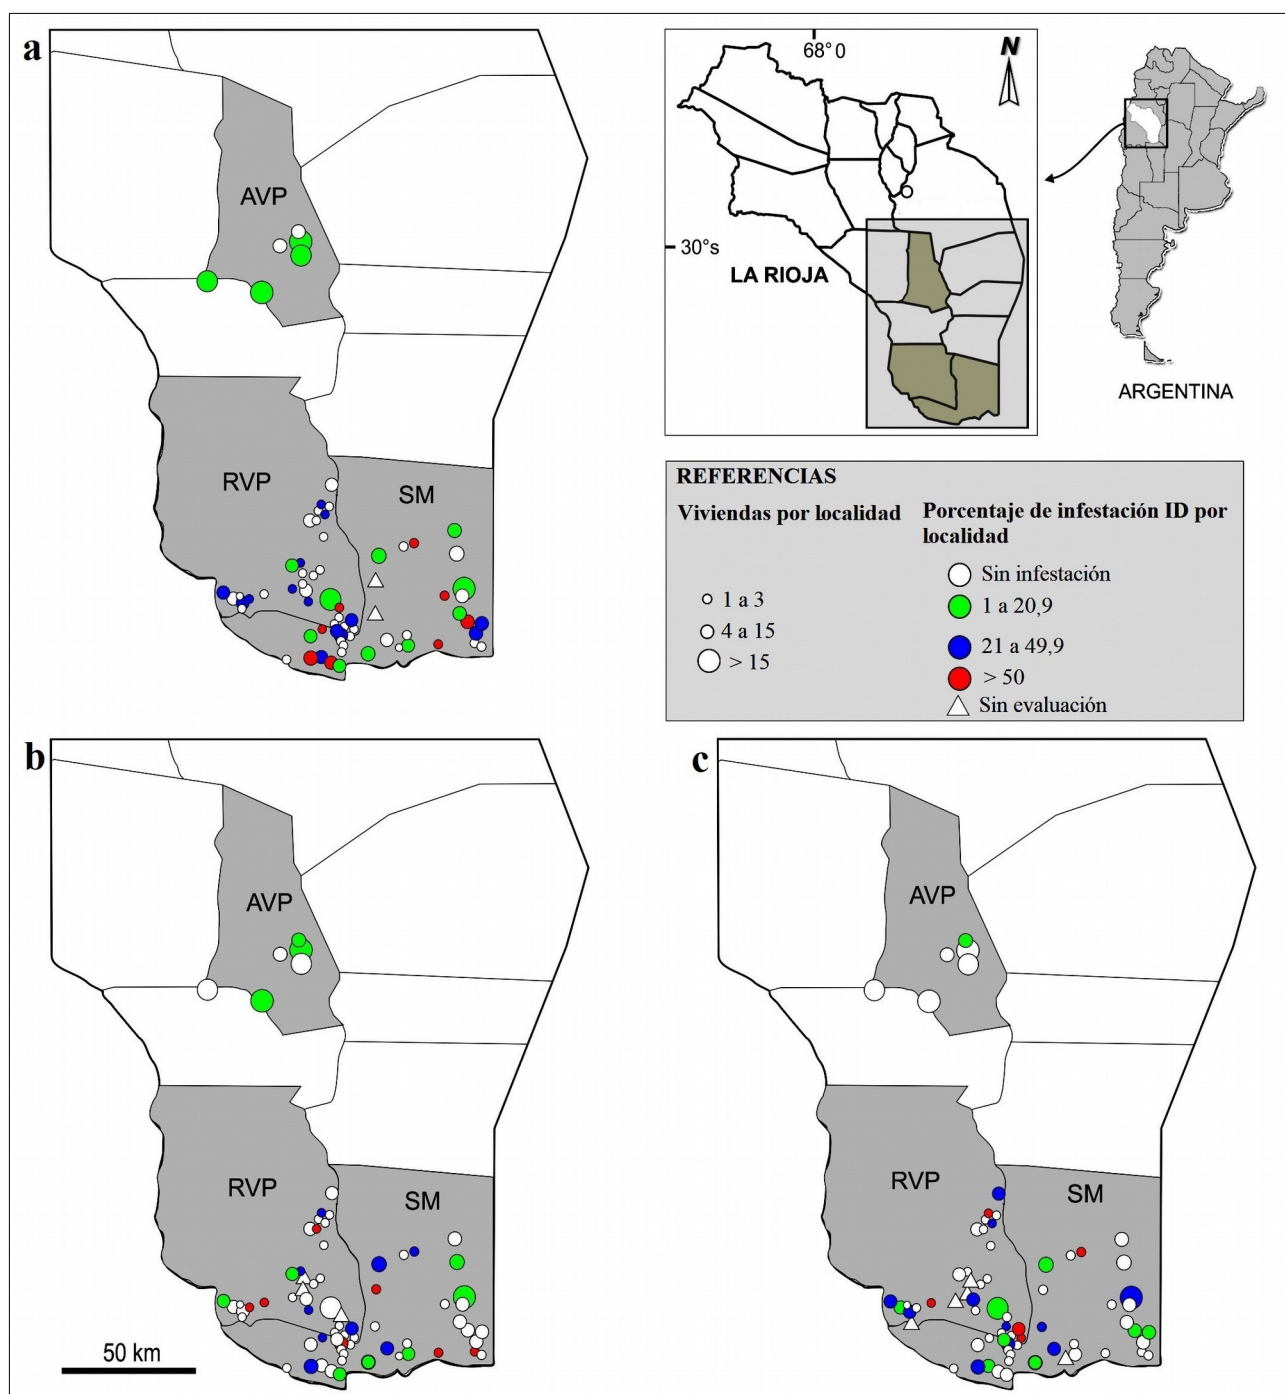 a
AVP
RVP
SM
68° 0
N
30°s
LA RIOJA
ARGENTINA
REFERENCIAS
Viviendas por localidad
1 a 3
4 a 15
> 15
Porcentaje de infestación ID por
localidad
Sin infestación
1 a 20,9
21 a 49,9
> 50
Sin evaluación
b
AVP
RVP
SM
50 km
c
AVP
RVP
SM